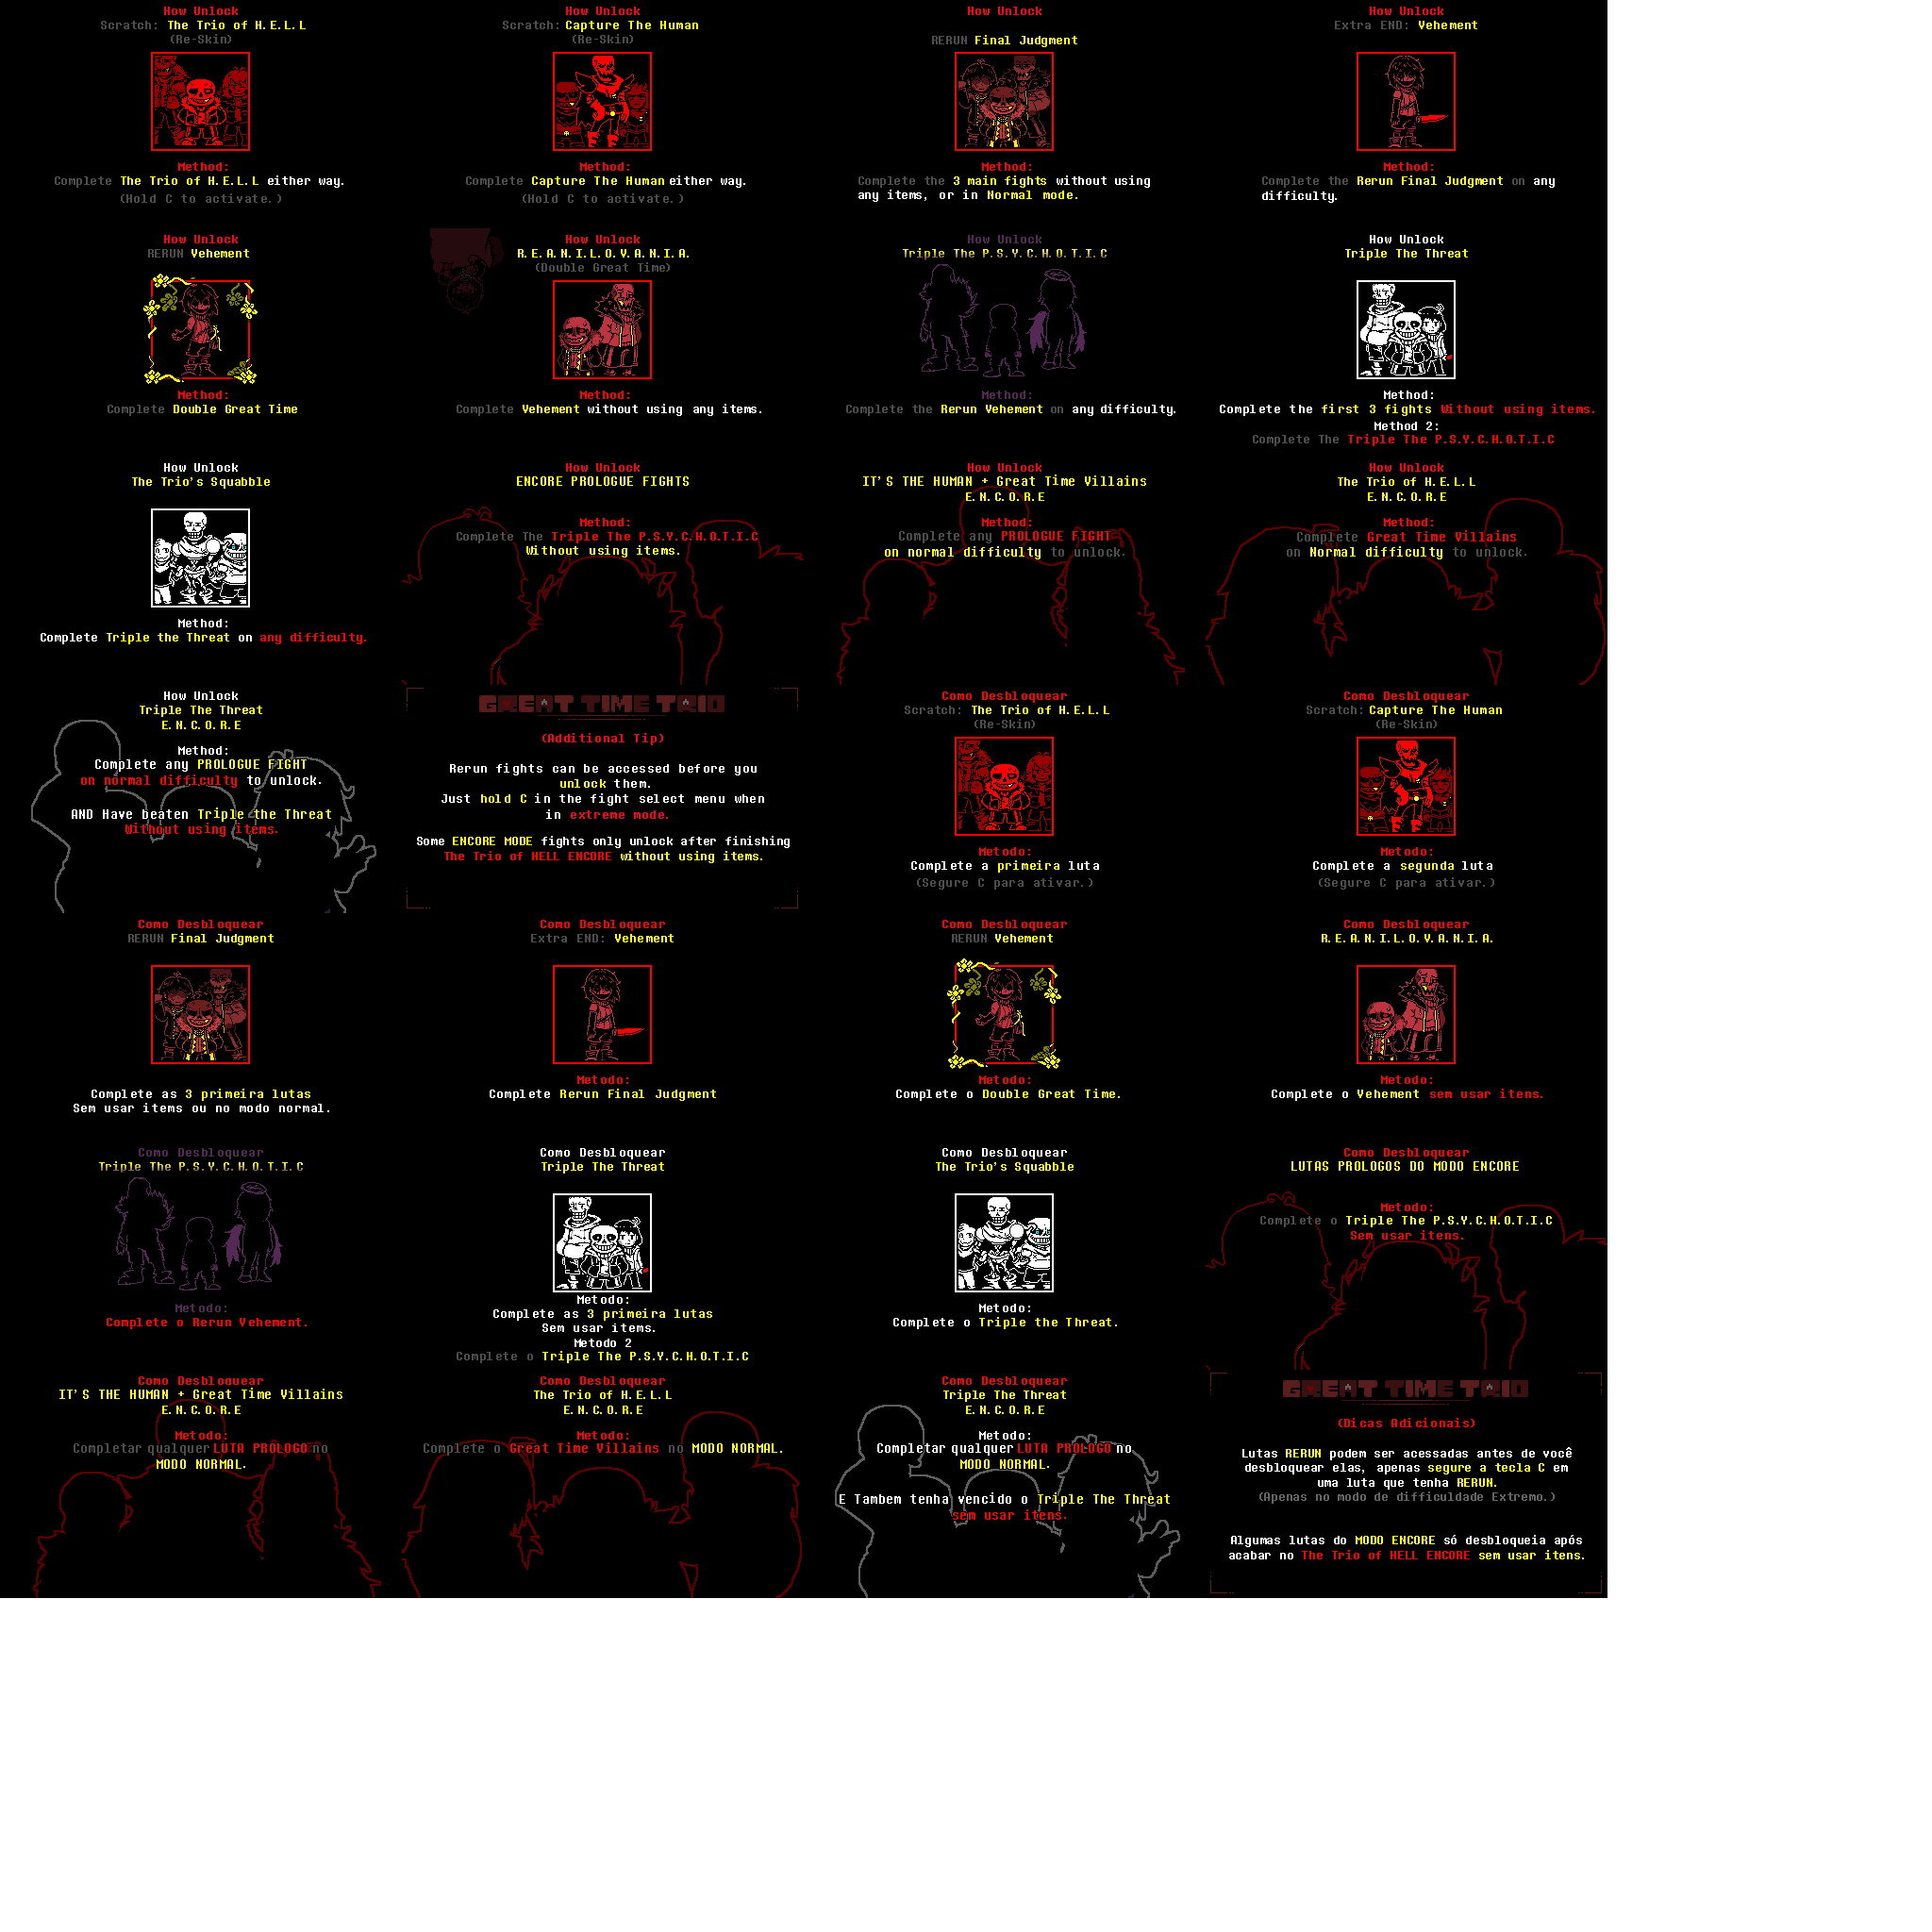 How Unlock
Scratch: The Trio of H.E.L.L
(Re-Skin)
Method:
Complete The Trio of H.E.L.L either way.
(Hold C to activate.)
How Unlock
Scratch: Capture The Human
(Re-Skin)
Method:
Complete Capture The Human either way.
(Hold C to activate.)
How Unlock
RERUN Final Judgment
Method:
Complete the 3 main fights without using
any items, or in Normal mode.
How Unlock
Extra END: Vehement
Method:
Complete the Rerun Final Judgment on any
difficulty.
How Unlock
RERUN Vehement
Method:
Complete Double Great Time
How Unlock
R.E.A.N.I.L.O.V.A.N.I.A.
(Double Great Time)
Method:
Complete Vehement without using any items.
How Unlock
Triple The P.S.Y.C.H.O.T.I.C
Method:
Complete the Rerun Vehement on any difficulty.
How Unlock
Triple The Threat
Method:
Complete the first 3 fights Without using items.
Method 2:
Complete The Triple The P.S.Y.C.H.O.T.I.C
How Unlock
The Trio's Squabble
Method:
Complete Triple the Threat on any difficulty.
How Unlock
ENCORE PROLOGUE FIGHTS
Method:
Complete The Triple The P.S.Y.C.H.O.T.I.C
Without using items.
How Unlock
IT'S THE HUMAN + Great Time Villains
E.N.C.O.R.E
Method:
Complete any PROLOGUE FIGHT
on normal difficulty to unlock.
How Unlock
The Trio of H.E.L.L
E.N.C.O.R.E
Method:
Complete Great Time Villains
on Normal difficulty to unlock.
How Unlock
Triple The Threat
E.N.C.O.R.E
Method:
Complete any PROLOGUE FIGHT
on normal difficulty to unlock.
AND Have beaten Triple the Threat
Without using items.
GREAT TIME TRIO
(Additional Tip)
Rerun fights can be accessed before you
unlock them.
Just hold C in the fight select menu when
in extreme mode.
Some ENCORE MODE fights only unlock after finishing
The Trio of HELL ENCORE without using items.
Como Desbloquear
Scratch: The Trio of H.E.L.L
(Re-Skin)
Metodo:
Complete a primeira luta
(Segure C para ativar.)
Como Desbloquear
Scratch: Capture The Human
(Re-Skin)
Metodo:
Complete a segunda luta
(Segure C para ativar.)
Como Desbloquear
RERUN Final Judgment
Complete as 3 primeira lutas
Sem usar items ou no modo normal.
Como Desbloquear
Extra END: Vehement
Metodo:
Complete Rerun Final Judgment
Como Desbloquear
RERUN Vehement
Metodo:
Complete o Double Great Time.
Como Desbloquear
R.E.A.N.I.L.O.V.A.N.I.A.
Metodo:
Complete o Vehement sem usar itens.
Como Desbloquear
Triple The P.S.Y.C.H.O.T.I.C
Metodo:
Complete o Rerun Vehement.
Como Desbloquear
Triple The Threat
Metodo:
Complete as 3 primeira lutas
Sem usar items.
Metodo 2
Complete o Triple The P.S.Y.C.H.O.T.I.C
Como Desbloquear
The Trio's Squabble
Metodo:
Complete o Triple the Threat.
Como Desbloquear
LUTAS PROLOGOS DO MODO ENCORE
Metodo:
Complete o Triple The P.S.Y.C.H.O.T.I.C
Sem usar itens.
Como Desbloquear
IT'S THE HUMAN + Great Time Villains
E.N.C.O.R.E
Metodo:
Completar qualquer LUTA PROLOGO no
MODO NORMAL.
Como Desbloquear
The Trio of H.E.L.L
E.N.C.O.R.E
Metodo:
Complete o Great Time Villains no MODO NORMAL.
Como Desbloquear
Triple The Threat
E.N.C.O.R.E
Metodo:
Completar qualquer LUTA PROLOGO no
MODO NORMAL.
E Tambem tenha vencido o Triple The Threat
sem usar itens.
GREAT TIME TRIO
(Dicas Adicionais)
Lutas RERUN podem ser acessadas antes de você
desbloquear elas, apenas segure a tecla C em
uma luta que tenha RERUN.
(Apenas no modo de difficuldade Extremo.)
Algumas lutas do MODO ENCORE só desbloqueia após
acabar no The Trio of HELL ENCORE sem usar itens.